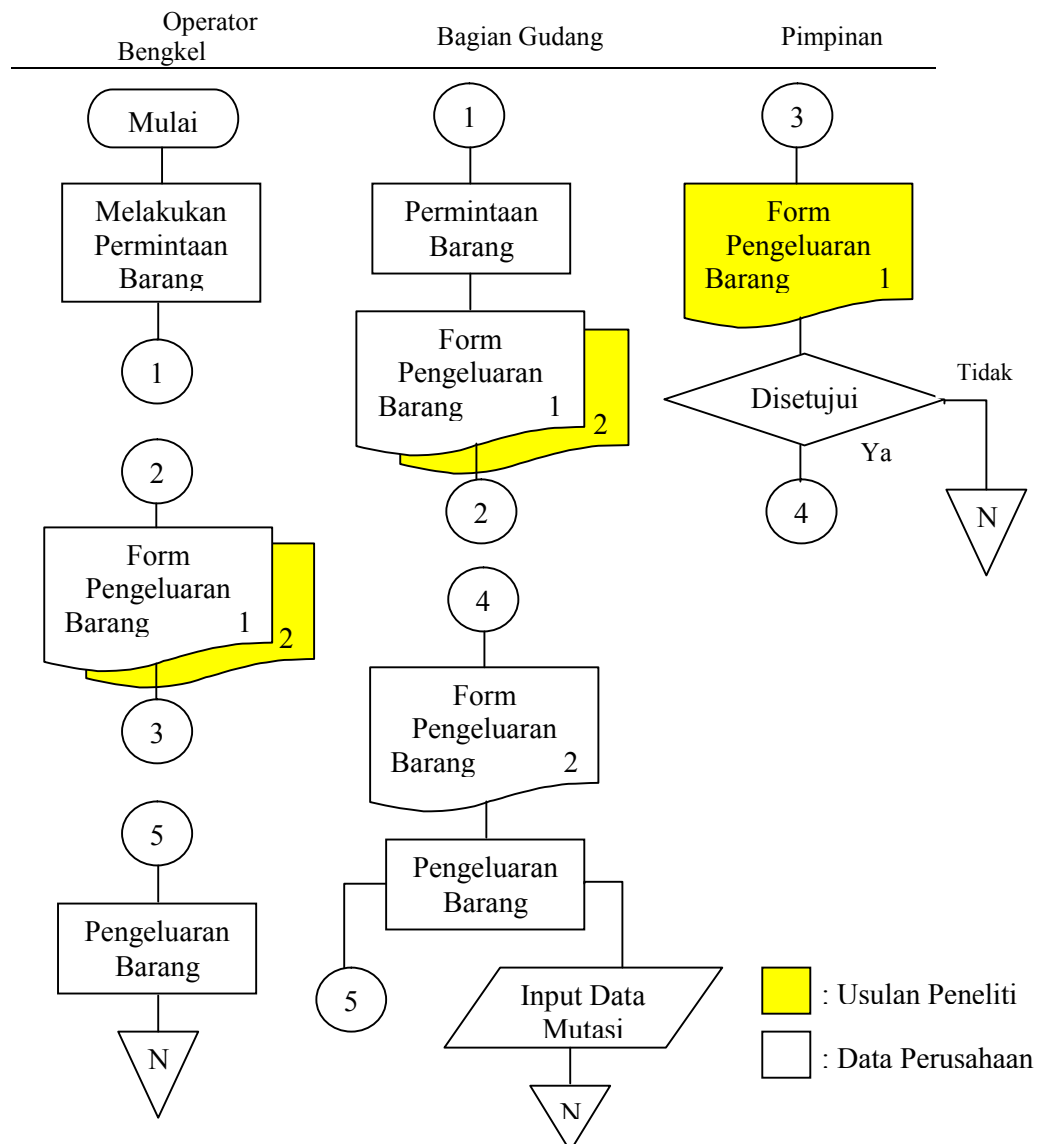 Operator
Bengkel
Bagian Gudang
Pimpinan
Mulai
Melakukan
Permintaan
Barang
1
2
Form
Pengeluaran
Barang 1
2
3
5
Pengeluaran
Barang
N
1
Permintaan
Barang
Form
Pengeluaran
Barang 1
2
2
4
Form
Pengeluaran
Barang 2
Pengeluaran
Barang
5
Input Data
Mutasi
N
3
Form
Pengeluaran
Barang 1
Disetujui
Tidak
Ya
4
N
: Usulan Peneliti
: Data Perusahaan